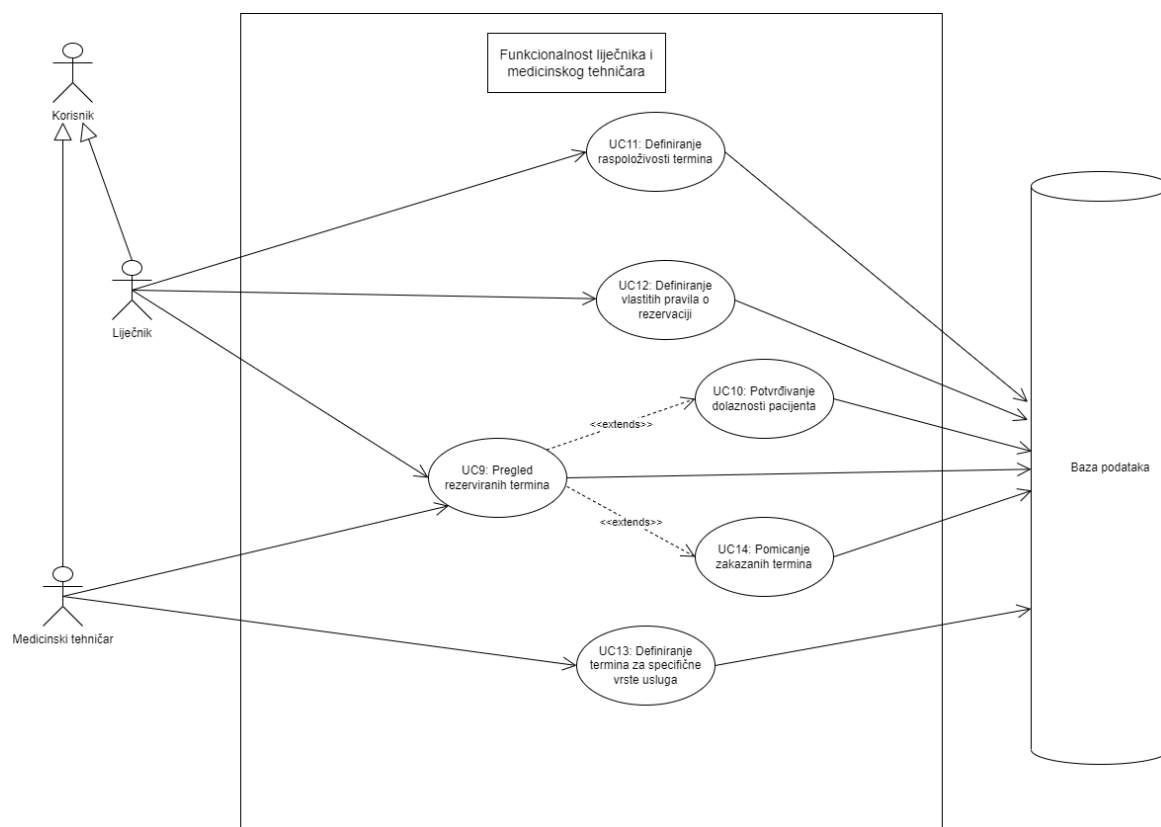 Funkcionalnost liječnika i
medicinskog tehničara
Korisnik
UC11: Definiranje
raspoloživosti termina
Liječnik
UC12: Definiranje
vlastitih pravila o
rezervaciji
UC10: Potvrđivanje
dolaznosti pacijenta
<<extends>>
UC9: Pregled
rezerviranih termina
Baza podataka
<<extends>>
UC14: Pomicanje
zakazanih termina
Medicinski tehničar
UC13: Definiranje
termina za specifične
vrste usluga